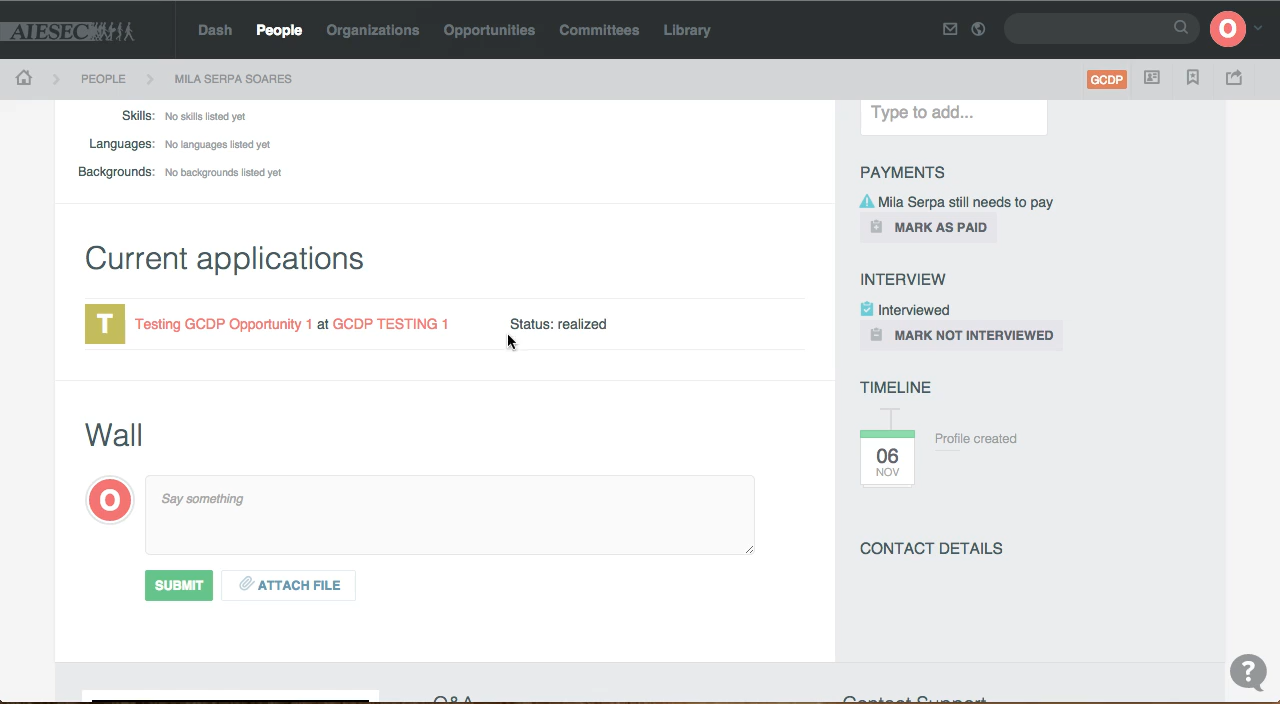 AIESEC
Dash People Organizations Opportunities Committees Library
O
PEOPLE MILA SERPA SOARES
GCDP
Skills: No skills listed yet
Languages: No languages listed yet
Backgrounds: No backgrounds listed yet
Current applications
T Testing GCDP Opportunity 1 at GCDP TESTING 1 Status: realized
Wall
O
Say something
SUBMIT ATTACH FILE
Type to add...
PAYMENTS
Mila Serpa still needs to pay
MARK AS PAID
INTERVIEW
Interviewed
MARK NOT INTERVIEWED
TIMELINE
06
NOV
Profile created
CONTACT DETAILS
?
Q&A
Contact Support